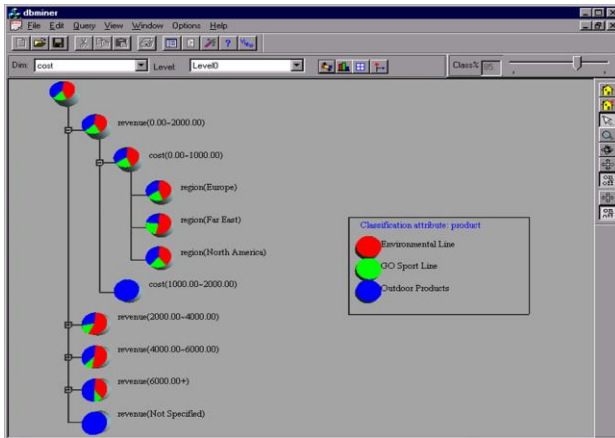 dbminer
File Edit Query View Window Options Help
Dim: cost Level: Level0 Class%
revenue(0.00~2000.00)
cost(0.00~1000.00)
region(Europe)
region(Far East)
region(North America)
cost(1000.00~2000.00)
revenue(2000.00~4000.00)
revenue(4000.00~6000.00)
revenue(6000.00+)
revenue(Not Specified)
Classification attribute: product
Environmental Line
GO Sport Line
Outdoor Products